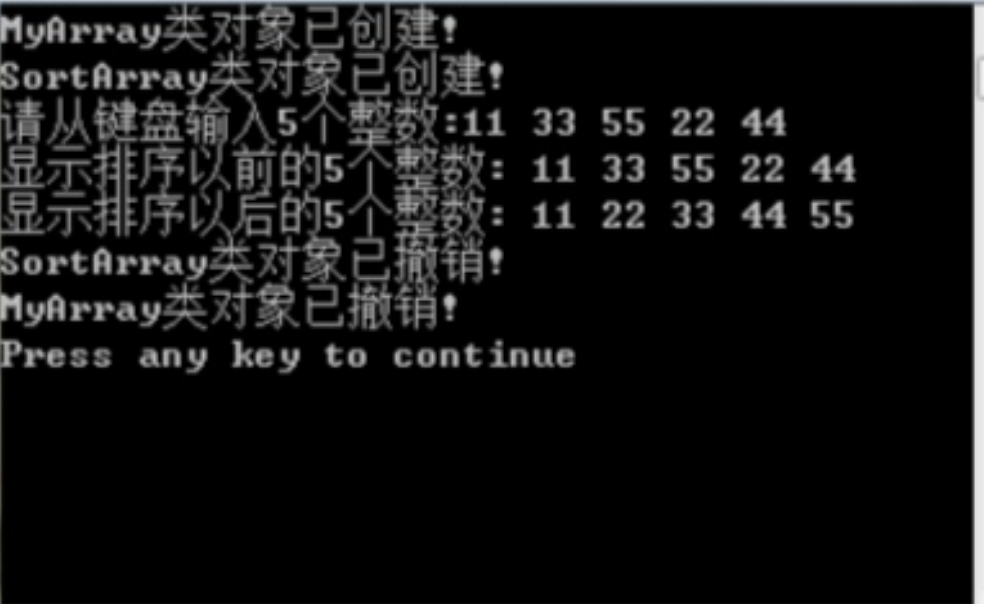 MyArray类对象已创建!
SortArray类对象已创建!
请从键盘输入5个整数:11 33 55 22 44
显示排序以前的5个整数: 11 33 55 22 44
显示排序以后的5个整数: 11 22 33 44 55
SortArray类对象已撤销!
MyArray类对象已撤销!
Press any key to continue